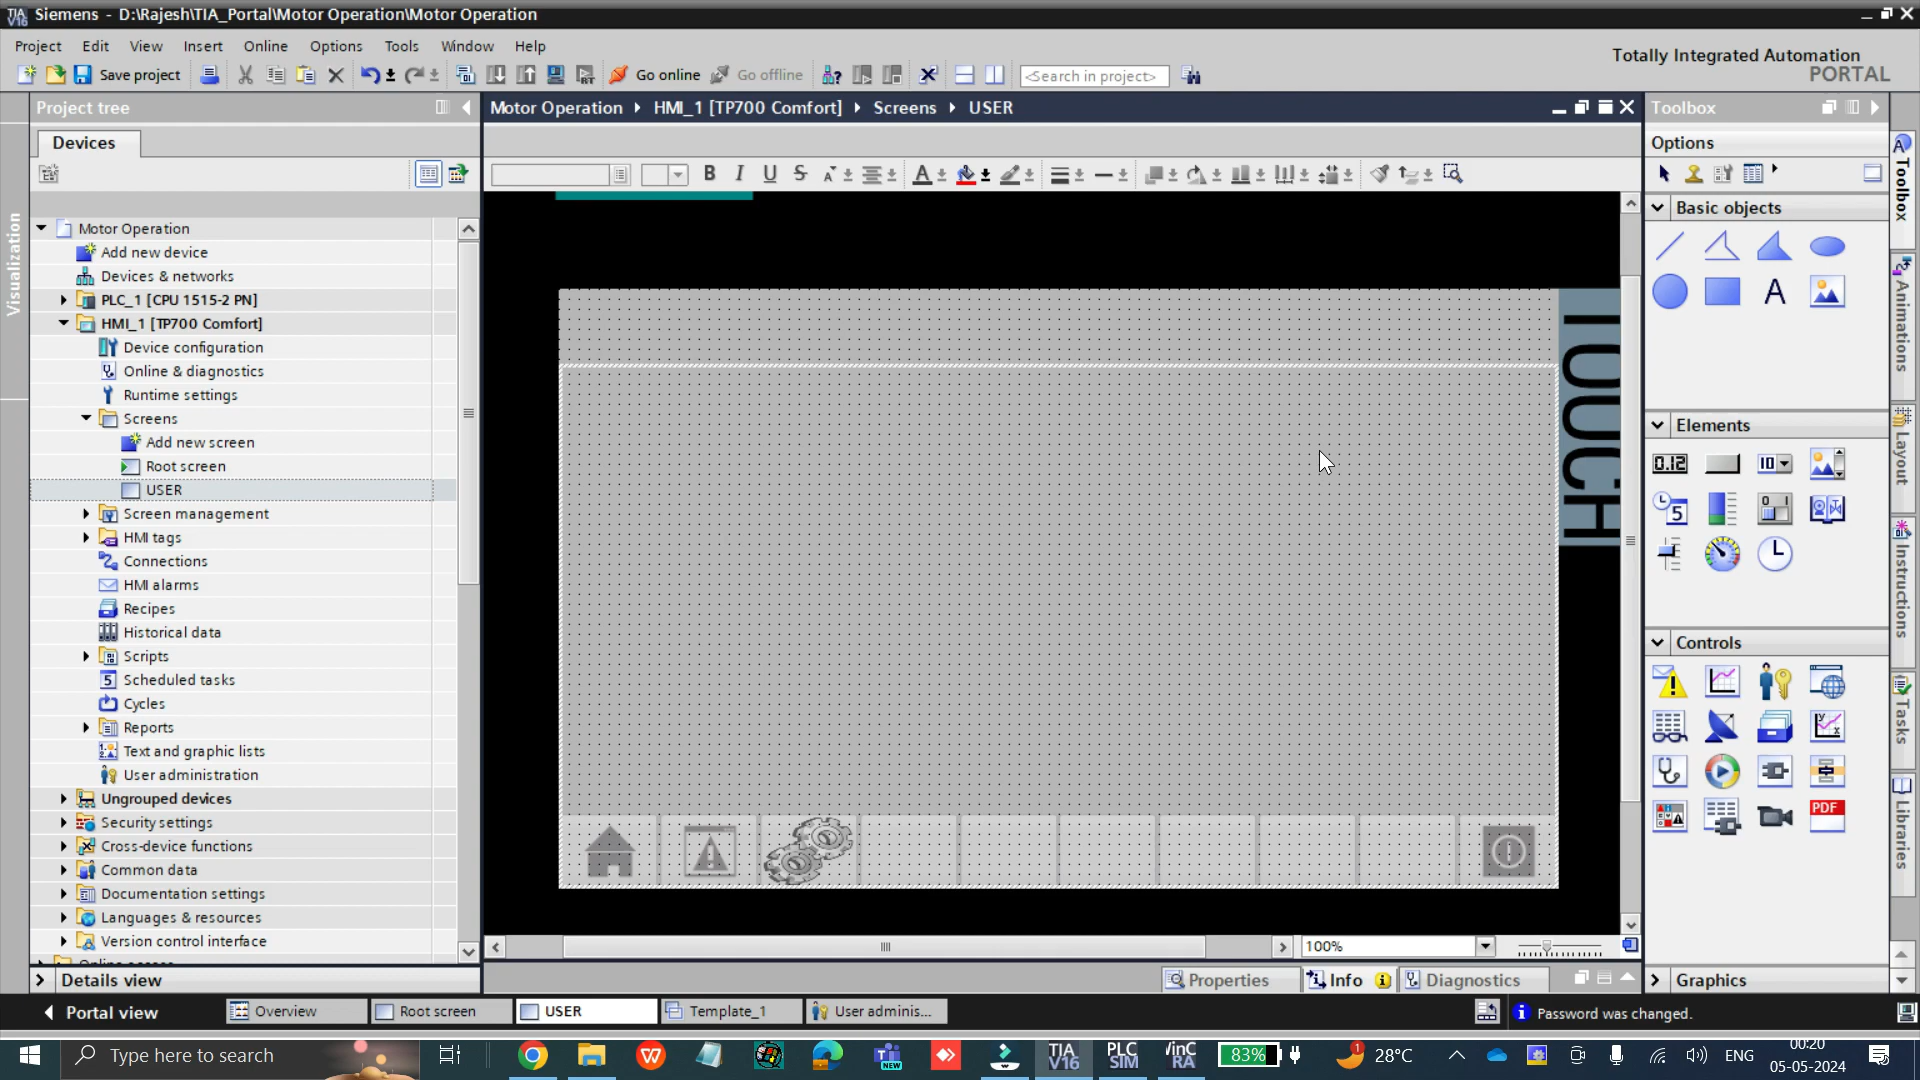 TIA V16 Siemens - D:\Rajesh\TIA_Portal\Motor Operation\Motor Operation
Project Edit View Insert Online Options Tools Window Help
Totally Integrated Automation
PORTAL
Save project
Go online
Go offline
<Search in project>
Project tree
Motor Operation HMI_1 [TP700 Comfort] Screens USER
Toolbox
Devices
Options
B I U S A A
Basic objects
A
Visualization
Motor Operation
Add new device
Devices & networks
PLC_1 [CPU 1515-2 PN]
HMI_1 [TP700 Comfort]
Device configuration
Online & diagnostics
Runtime settings
Screens
Add new screen
Root screen
USER
Screen management
HMI tags
Connections
HMI alarms
Recipes
Historical data
Scripts
5 Scheduled tasks
Cycles
Reports
Text and graphic lists
User administration
Ungrouped devices
Security settings
Cross-device functions
Common data
Documentation settings
Languages & resources
Version control interface
Details view
TOUCH
Elements
0.12
10
5
Controls
PDF
Graphics
Toolbox
Animations
Layout
Instructions
Tasks
Libraries
100%
Properties
Info
Diagnostics
Portal view
Overview
Root screen
USER
Template_1
User adminis...
Password was changed.
Type here to search
NEW
TIA V16
PLC SIM
83%
1
28°C
ENG
00:20
05-05-2024